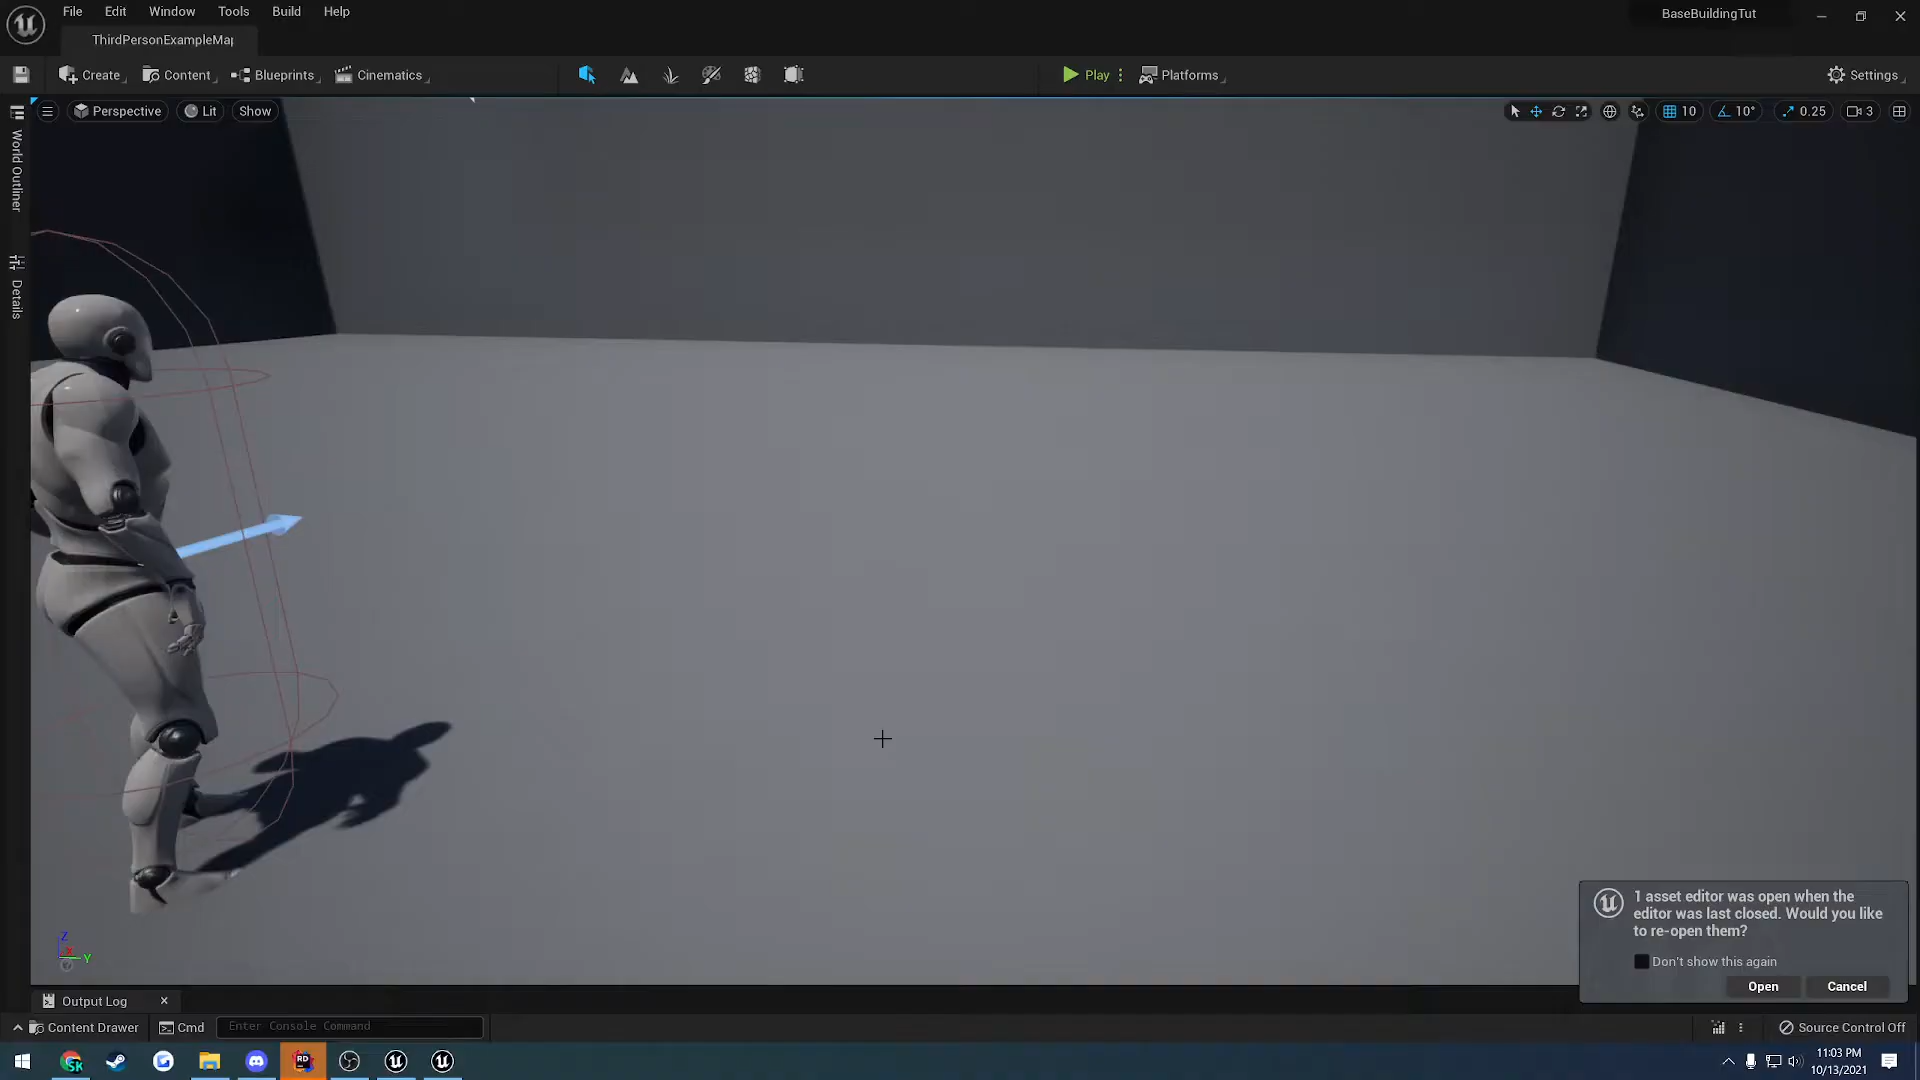 File Edit Window Tools Build Help
BaseBuildingTut
ThirdPersonExampleMap
Create Content Blueprints Cinematics Play Platforms Settings
Perspective Lit Show 10 10° 0.25 3
World Outliner
Details
1 asset editor was open when the
editor was last closed. Would you like
to re-open them?
Don't show this again
Open Cancel
Z
X
Y
Output Log
Content Drawer Cmd Enter Console Command Source Control Off
Sk
RD
11:03 PM
10/13/2021